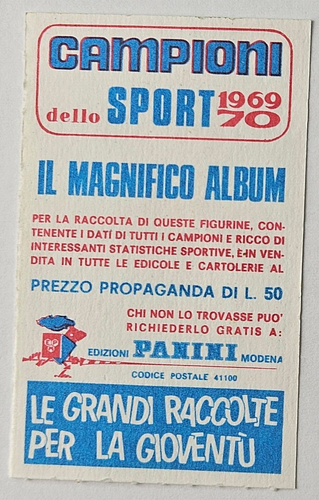 CAMPIONI
dello SPORT 1969
70
IL MAGNIFICO ALBUM
PER LA RACCOLTA DI QUESTE FIGURINE, CON-
TENENTE I DATI DI TUTTI I CAMPIONI E RICCO DI
INTERESSANTI STATISTICHE SPORTIVE, E-IN VEN-
DITA IN TUTTE LE EDICOLE E CARTOLERIE AL
PREZZO PROPAGANDA DI L. 50
CHI NON LO TROVASSE PUO'
RICHIEDERLO GRATIS A:
EDIZIONI PANINI MODENA
CODICE POSTALE 41100
LE GRANDI RACCOLTE
PER LA GIOVENTÙ